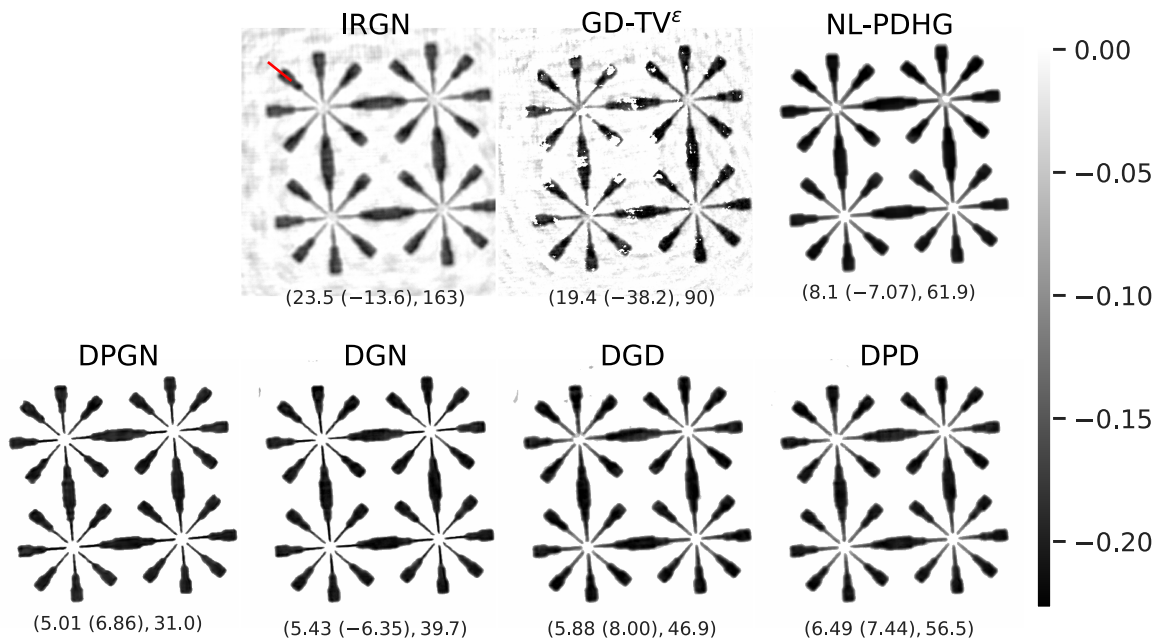 IRGN
GD-TVᵋ
NL-PDHG
(23.5 (−13.6), 163)
(19.4 (−38.2), 90)
(8.1 (−7.07), 61.9)
DPGN
DGN
DGD
DPD
(5.01 (6.86), 31.0)
(5.43 (−6.35), 39.7)
(5.88 (8.00), 46.9)
(6.49 (7.44), 56.5)
0.00
−0.05
−0.10
−0.15
−0.20